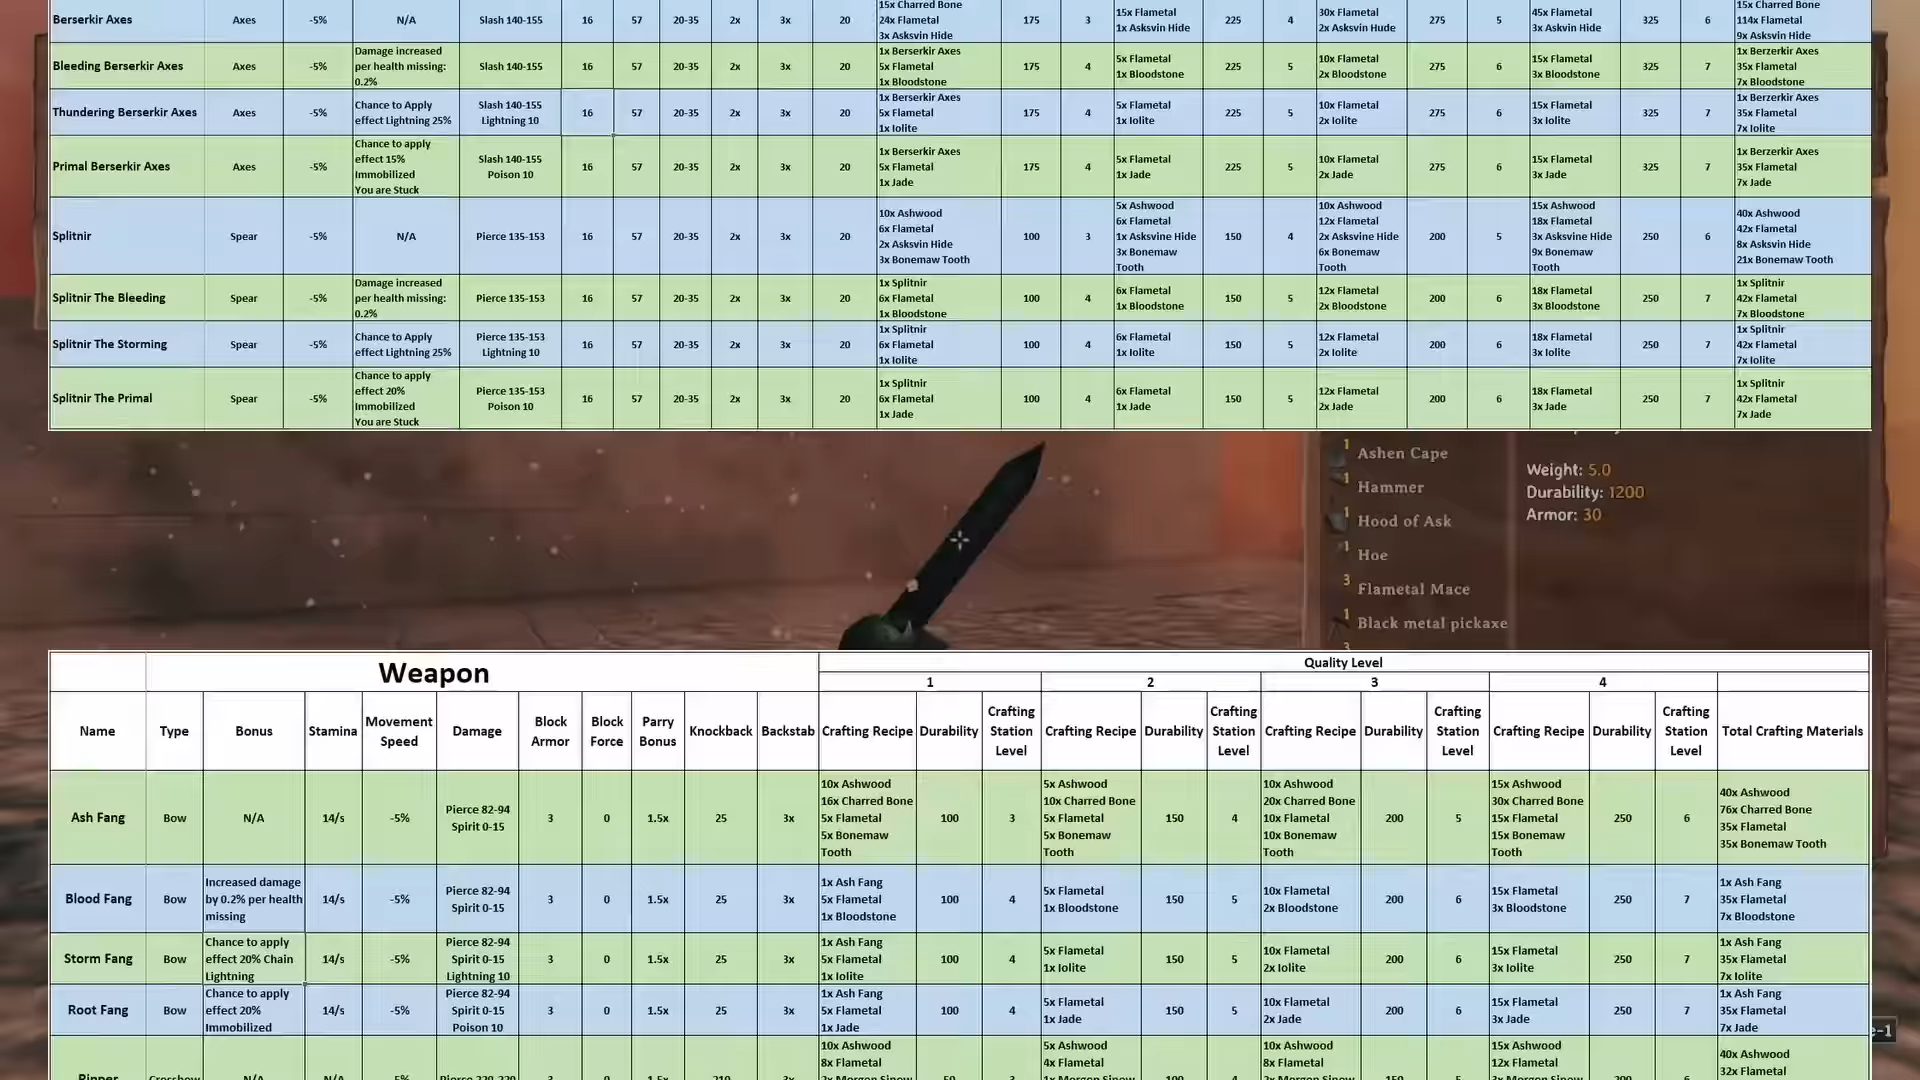 Berserkir Axes Axes -5% N/A Slash 140-155 16 57 20-35 2x 3x 20 15x Charred Bone 24x Flametal 3x Asksvin Hide 175 3 15x Flametal 1x Asksvin Hide 225 4 30x Flametal 2x Asksvin Hude 275 5 45x Flametal 3x Askvin Hide 325 6 15x Charred Bone 114x Flametal 9x Asksvin Hide
Bleeding Berserkir Axes Axes -5% Damage increased per health missing: 0.2% Slash 140-155 16 57 20-35 2x 3x 20 1x Berserkir Axes 5x Flametal 1x Bloodstone 175 4 5x Flametal 1x Bloodstone 225 5 10x Flametal 2x Bloodstone 275 6 15x Flametal 3x Bloodstone 325 7 1x Berzerkir Axes 35x Flametal 7x Bloodstone
Thundering Berserkir Axes Axes -5% Chance to Apply effect Lightning 25% Slash 140-155 Lightning 10 16 57 20-35 2x 3x 20 1x Berserkir Axes 5x Flametal 1x Iolite 175 4 5x Flametal 1x Iolite 225 5 10x Flametal 2x Iolite 275 6 15x Flametal 3x Iolite 325 7 1x Berzerkir Axes 35x Flametal 7x Iolite
Primal Berserkir Axes Axes -5% Chance to apply effect 15% Immobilized You are Stuck Slash 140-155 Poison 10 16 57 20-35 2x 3x 20 1x Berserkir Axes 5x Flametal 1x Jade 175 4 5x Flametal 1x Jade 225 5 10x Flametal 2x Jade 275 6 15x Flametal 3x Jade 325 7 1x Berzerkir Axes 35x Flametal 7x Jade
Splitnir Spear -5% N/A Pierce 135-153 16 57 20-35 2x 3x 20 10x Ashwood 6x Flametal 2x Asksvin Hide 3x Bonemaw Tooth 100 3 5x Ashwood 6x Flametal 1x Asksvine Hide 3x Bonemaw Tooth 150 4 10x Ashwood 12x Flametal 2x Asksvine Hide 6x Bonemaw Tooth 200 5 15x Ashwood 18x Flametal 3x Asksvine Hide 9x Bonemaw Tooth 250 6 40x Ashwood 42x Flametal 8x Asksvin Hide 21x Bonemaw Tooth
Splitnir The Bleeding Spear -5% Damage increased per health missing: 0.2% Pierce 135-153 16 57 20-35 2x 3x 20 1x Splitnir 6x Flametal 1x Bloodstone 100 4 6x Flametal 1x Bloodstone 150 5 12x Flametal 2x Bloodstone 200 6 18x Flametal 3x Bloodstone 250 7 1x Splitnir 42x Flametal 7x Bloodstone
Splitnir The Storming Spear -5% Chance to Apply effect Lightning 25% Pierce 135-153 Lightning 10 16 57 20-35 2x 3x 20 1x Splitnir 6x Flametal 1x Iolite 100 4 6x Flametal 1x Iolite 150 5 12x Flametal 2x Iolite 200 6 18x Flametal 3x Iolite 250 7 1x Splitnir 42x Flametal 7x Iolite
Splitnir The Primal Spear -5% Chance to apply effect 20% Immobilized You are Stuck Pierce 135-153 Poison 10 16 57 20-35 2x 3x 20 1x Splitnir 6x Flametal 1x Jade 100 4 6x Flametal 1x Jade 150 5 12x Flametal 2x Jade 200 6 18x Flametal 3x Jade 250 7 1x Splitnir 42x Flametal 7x Jade
1 Ashen Cape
1 Hammer
1 Hood of Ask
1 Hoe
3 Flametal Mace
1 Black metal pickaxe
3
Weight: 5.0
Durability: 1200
Armor: 30
Weapon Quality Level
1 2 3 4
Name Type Bonus Stamina Movement Speed Damage Block Armor Block Force Parry Bonus Knockback Backstab Crafting Recipe Durability Crafting Station Level Crafting Recipe Durability Crafting Station Level Crafting Recipe Durability Crafting Station Level Crafting Recipe Durability Crafting Station Level Total Crafting Materials
Ash Fang Bow N/A 14/s -5% Pierce 82-94 Spirit 0-15 3 0 1.5x 25 3x 10x Ashwood 16x Charred Bone 5x Flametal 5x Bonemaw Tooth 100 3 5x Ashwood 10x Charred Bone 5x Flametal 5x Bonemaw Tooth 150 4 10x Ashwood 20x Charred Bone 10x Flametal 10x Bonemaw Tooth 200 5 15x Ashwood 30x Charred Bone 15x Flametal 15x Bonemaw Tooth 250 6 40x Ashwood 76x Charred Bone 35x Flametal 35x Bonemaw Tooth
Blood Fang Bow Increased damage by 0.2% per health missing 14/s -5% Pierce 82-94 Spirit 0-15 3 0 1.5x 25 3x 1x Ash Fang 5x Flametal 1x Bloodstone 100 4 5x Flametal 1x Bloodstone 150 5 10x Flametal 2x Bloodstone 200 6 15x Flametal 3x Bloodstone 250 7 1x Ash Fang 35x Flametal 7x Bloodstone
Storm Fang Bow Chance to apply effect 20% Chain Lightning 14/s -5% Pierce 82-94 Spirit 0-15 Lightning 10 3 0 1.5x 25 3x 1x Ash Fang 5x Flametal 1x Iolite 100 4 5x Flametal 1x Iolite 150 5 10x Flametal 2x Iolite 200 6 15x Flametal 3x Iolite 250 7 1x Ash Fang 35x Flametal 7x Iolite
Root Fang Bow Chance to apply effect 20% Immobilized 14/s -5% Pierce 82-94 Spirit 0-15 Poison 10 3 0 1.5x 25 3x 1x Ash Fang 5x Flametal 1x Jade 100 4 5x Flametal 1x Jade 150 5 10x Flametal 2x Jade 200 6 15x Flametal 3x Jade 250 7 1x Ash Fang 35x Flametal 7x Jade
10x Ashwood 8x Flametal 5x Ashwood 4x Flametal 10x Ashwood 8x Flametal 15x Ashwood 12x Flametal 40x Ashwood 32x Flametal